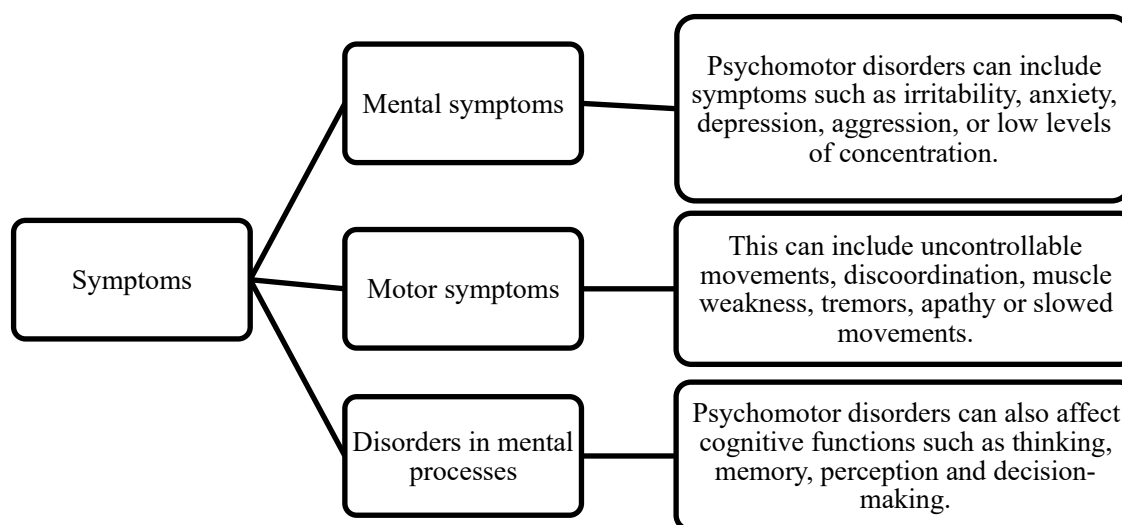 Symptoms
Mental symptoms
Psychomotor disorders can include
symptoms such as irritability, anxiety,
depression, aggression, or low levels
of concentration.
Motor symptoms
This can include uncontrollable
movements, discoordination, muscle
weakness, tremors, apathy or slowed
movements.
Disorders in mental
processes
Psychomotor disorders can also affect
cognitive functions such as thinking,
memory, perception and decision-
making.